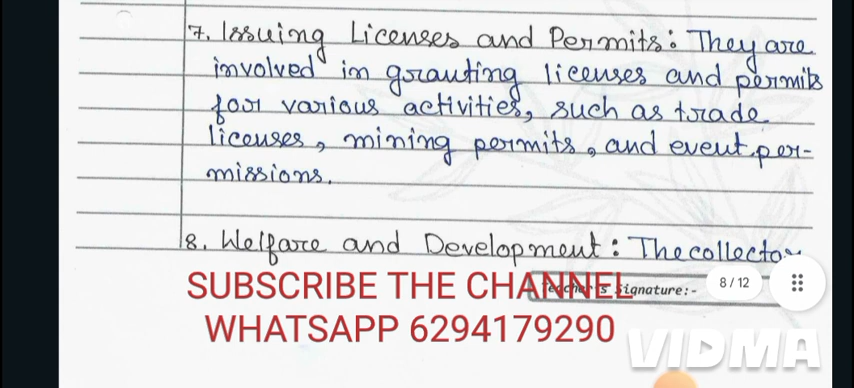 7. Issuing Licenses and Permits: They are
involved in granting licenses and permits
for various activities, such as trade
licenses, mining permits, and event per-
missions.
8. Welfare and Development: The collector
SUBSCRIBE THE CHANNEL
Signature:-
8/12
WHATSAPP 6294179290
VIDMA